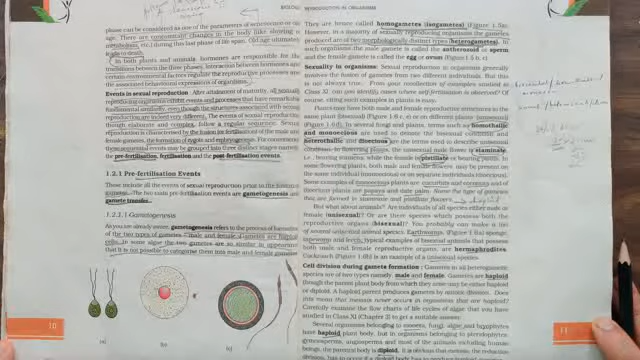 BIOLOGY
phase can be considered as one of the parameters of senescence or old
age. There are concomitant changes in the body (like slowing of
metabolism, etc.) during this last phase of life span. Old age ultimately
leads to death.
In both plants and animals, hormones are responsible for the
transitions between the three phases. Interaction between hormones and
certain environmental factors regulate the reproductive processes and
the associated behavioural expressions of organisms.
Events in sexual reproduction : After attainment of maturity, all sexually
reproducing organisms exhibit events and processes that have remarkable
fundamental similarity, even though the structures associated with sexual
reproduction are indeed very different. The events of sexual reproduction
though elaborate and complex, follow a regular sequence. Sexual
reproduction is characterised by the fusion (or fertilisation) of the male and
female gametes, the formation of zygote and embryogenesis. For convenience
these sequential events may be grouped into three distinct stages namely,
the pre-fertilisation, fertilisation and the post-fertilisation events.
1.2.1 Pre-fertilisation Events
These include all the events of sexual reproduction prior to the fusion of
gametes. The two main pre-fertilisation events are gametogenesis and
gamete transfer.
1.2.1.1 Gametogenesis
As you are already aware, gametogenesis refers to the process of formation
of the two types of gametes – male and female. Gametes are haploid
cells. In some algae the two gametes are so similar in appearance
that it is not possible to categorise them into male and female gametes.
(a)
(b)
(c)
10
REPRODUCTION IN ORGANISMS
They are hence called homogametes (isogametes) (Figure 1.5a).
However, in a majority of sexually reproducing organisms the gametes
produced are of two morphologically distinct types (heterogametes).
In such organisms the male gamete is called the antherozoid or sperm
and the female gamete is called the egg or ovum (Figure 1.5 b, c).
Sexuality in organisms: Sexual reproduction in organisms generally
involves the fusion of gametes from two different individuals. But this
is not always true. From your recollection of examples studied in
Class XI, can you identify cases where self-fertilisation is observed? Of
course, citing such examples in plants is easy.
Plants may have both male and female reproductive structures in the
same plant (bisexual) (Figure 1.6 c, e) or on different plants (unisexual)
(Figure 1.6 d). In several fungi and plants, terms such as homothallic
and monoecious are used to denote the bisexual condition and
heterothallic and dioecious are the terms used to describe unisexual
condition. In flowering plants, the unisexual male flower is staminate,
i.e., bearing stamens, while the female is pistillate or bearing pistils. In
some flowering plants, both male and female flowers may be present on
the same individual (monoecious) or on separate individuals (dioecious).
Some examples of monoecious plants are cucurbits and coconuts and of
dioecious plants are papaya and date palm. Name the type of gametes
that are formed in staminate and pistillate flowers.
But what about animals? Are individuals of all species either male or
female (unisexual)? Or are there species which possess both the
reproductive organs (bisexual)? You probably can make a list
of several unisexual animal species. Earthworms, (Figure 1.6a) sponge,
tapeworm and leech, typical examples of bisexual animals that possess
both male and female reproductive organs, are hermaphrodites.
Cockroach (Figure 1.6b) is an example of a unisexual species.
Cell division during gamete formation : Gametes in all heterogametic
species are of two types namely, male and female. Gametes are haploid
though the parent plant body from which they arise may be either haploid
or diploid. A haploid parent produces gametes by mitotic division. Does
this mean that meiosis never occurs in organisms that are haploid?
Carefully examine the flow charts of life cycles of algae that you have
studied in Class XI (Chapter 3) to get a suitable answer.
Several organisms belonging to monera, fungi, algae and bryophytes
have haploid plant body, but in organisms belonging to pteridophytes,
gymnosperms, angiosperms and most of the animals including human
beings, the parental body is diploid. It is obvious that meiosis, the reduction
11